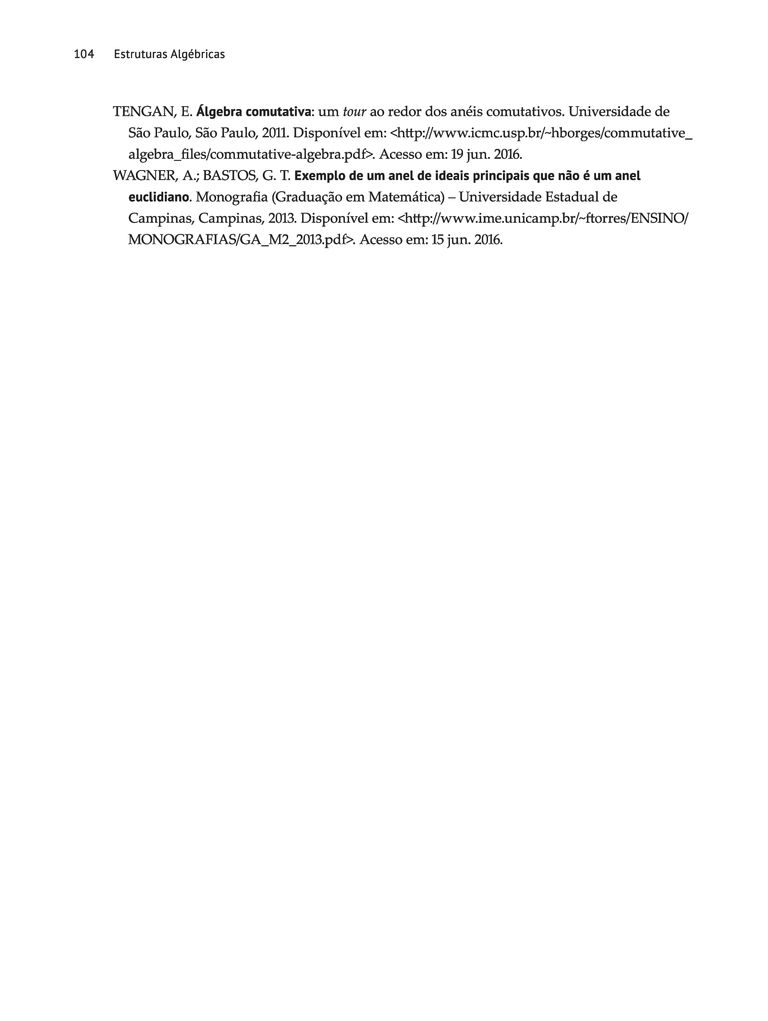 104 Estruturas Algébricas
TENGAN, E. Álgebra comutativa: um tour ao redor dos anéis comutativos. Universidade de
São Paulo, São Paulo, 2011. Disponível em: <http://www.icmc.usp.br/~hborges/commutative_
algebra_files/commutative-algebra.pdf>. Acesso em: 19 jun. 2016.
WAGNER, A.; BASTOS, G. T. Exemplo de um anel de ideais principais que não é um anel
euclidiano. Monografia (Graduação em Matemática) – Universidade Estadual de
Campinas, Campinas, 2013. Disponível em: <http://www.ime.unicamp.br/~ftorres/ENSINO/
MONOGRAFIAS/GA_M2_2013.pdf>. Acesso em: 15 jun. 2016.